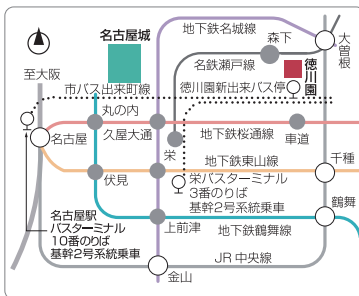 地下鉄名城線
名古屋城
森下
大曽根
名鉄瀬戸線
徳川園
至大阪
市バス出来町線
徳川園新出来バス停
丸の内
名古屋
久屋大通
地下鉄桜通線
栄
車道
地下鉄東山線
千種
伏見
栄バスターミナル
3番のりば
基幹2号系統乗車
名古屋駅
バスターミナル
10番のりば
基幹2号系統乗車
上前津
鶴舞
地下鉄鶴舞線
JR中央線
金山